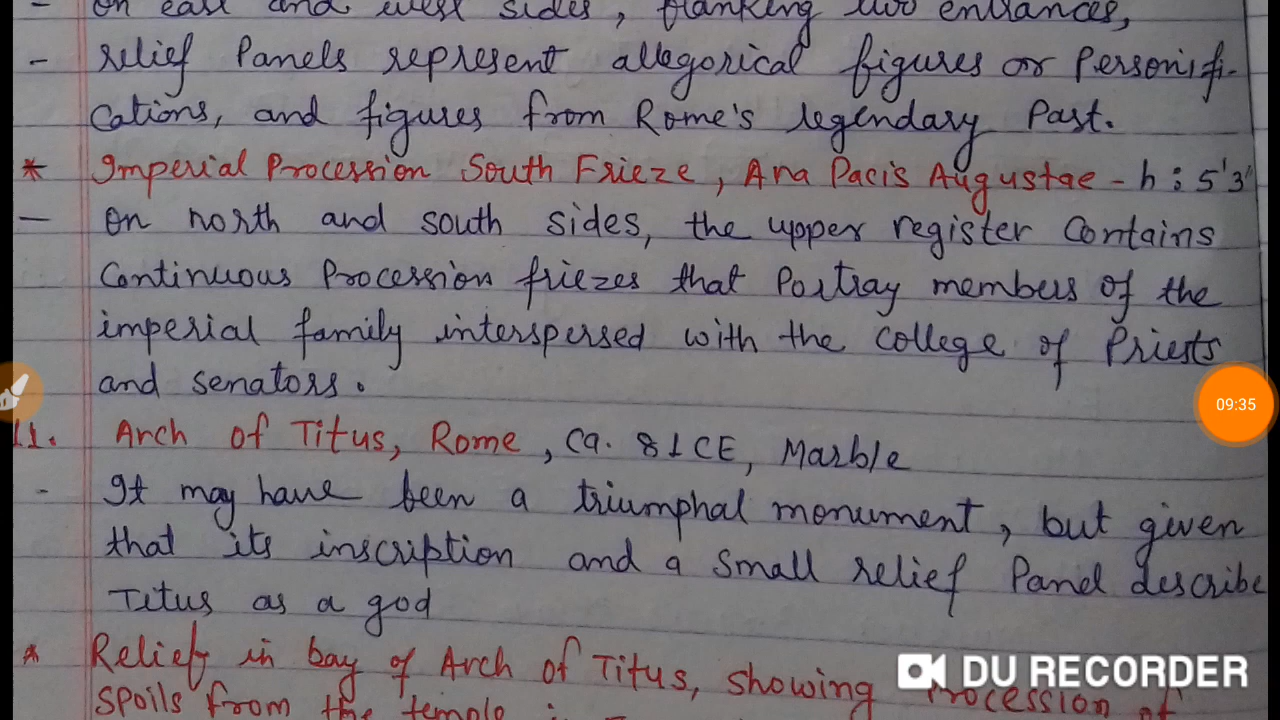 - on east and west sides, flanking two entrances,
- relief Panels represent allegorical figures or Personifi-
cations, and figures from Rome's legendary Past.
* Imperial Procession South Frieze, Ara Pacis Augustae - h : 5'3"
- on north and south sides, the upper register Contains
Continuous Procession friezes that Portray members of the
imperial family interspersed with the college of Priests
and senators.
09:35
11. Arch of Titus, Rome, ca. 81 CE, Marble
- It may have been a triumphal monument, but given
that its inscription and a small relief Panel describe
Titus as a god
* Relief in bay of Arch of Titus, showing Procession of
spoils from the temple in
DU RECORDER